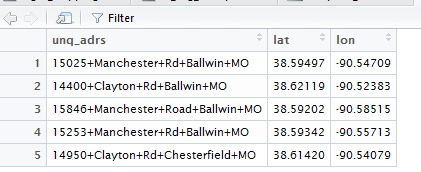 Filter
unq_adrs lat lon
1 15025+Manchester+Rd+Ballwin+MO 38.59497 -90.54709
2 14400+Clayton+Rd+Ballwin+MO 38.62119 -90.52383
3 15846+Manchester+Road+Ballwin+MO 38.59202 -90.58515
4 15253+Manchester+Rd+Ballwin+MO 38.59342 -90.55713
5 14950+Clayton+Rd+Chesterfield+MO 38.61420 -90.54079